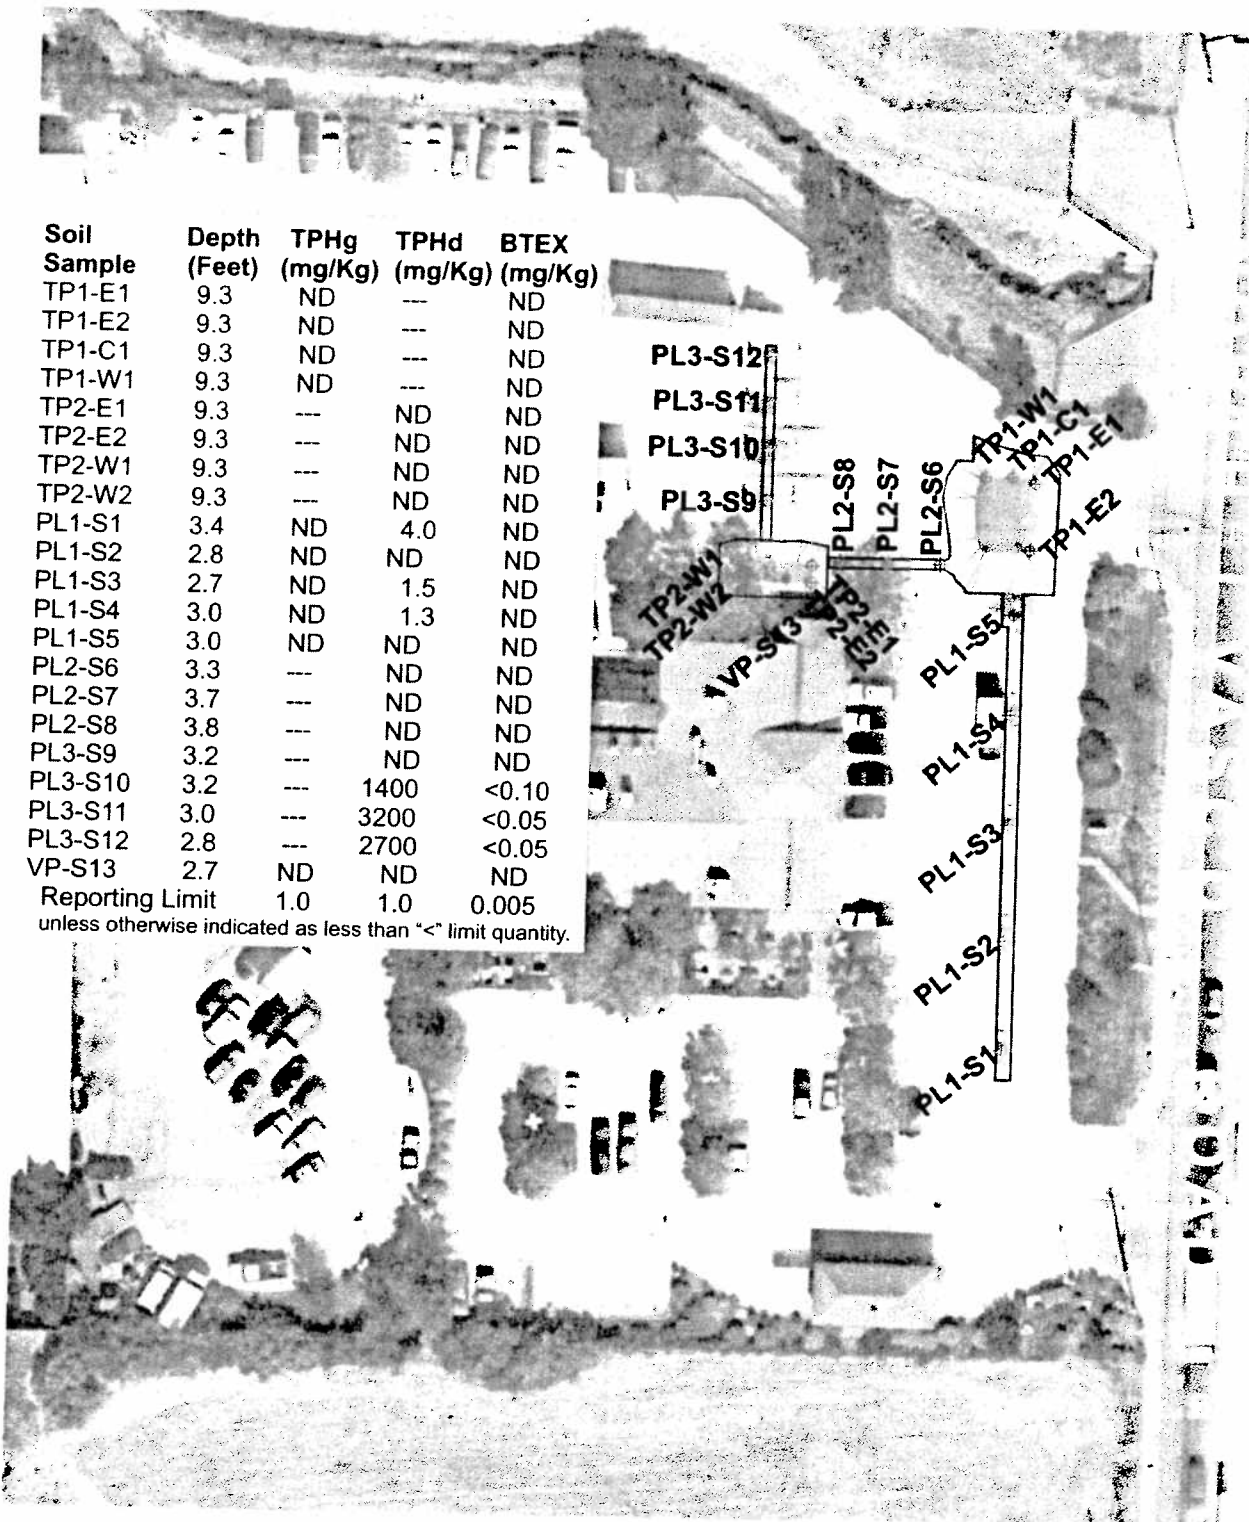 Soil Depth TPHg TPHd BTEX
Sample (Feet) (mg/Kg) (mg/Kg) (mg/Kg)
TP1-E1 9.3 ND --- ND
TP1-E2 9.3 ND --- ND
TP1-C1 9.3 ND --- ND
TP1-W1 9.3 ND --- ND
TP2-E1 9.3 --- ND ND
TP2-E2 9.3 --- ND ND
TP2-W1 9.3 --- ND ND
TP2-W2 9.3 --- ND ND
PL1-S1 3.4 ND 4.0 ND
PL1-S2 2.8 ND ND ND
PL1-S3 2.7 ND 1.5 ND
PL1-S4 3.0 ND 1.3 ND
PL1-S5 3.0 ND ND ND
PL2-S6 3.3 --- ND ND
PL2-S7 3.7 --- ND ND
PL2-S8 3.8 --- ND ND
PL3-S9 3.2 --- ND ND
PL3-S10 3.2 --- 1400 <0.10
PL3-S11 3.0 --- 3200 <0.05
PL3-S12 2.8 --- 2700 <0.05
VP-S13 2.7 ND ND ND
Reporting Limit 1.0 1.0 0.005
unless otherwise indicated as less than "<" limit quantity.
PL3-S12
PL3-S11
PL3-S10
PL3-S9
PL2-S8
PL2-S7
PL2-S6
TP1-W1
TP1-C1
TP1-E1
TP1-E2
TP2-W1
TP2-W2
TP2-E1
TP2-E2
VP-S13
PL1-S5
PL1-S4
PL1-S3
PL1-S2
PL1-S1